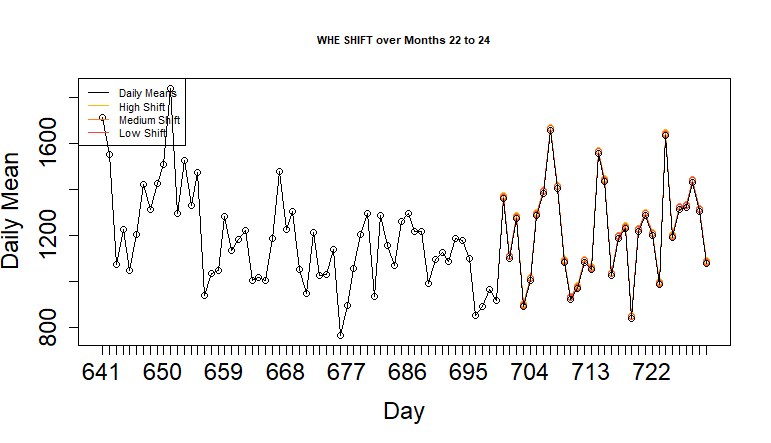 WHE SHIFT over Months 22 to 24
Daily Means
High Shift
Medium Shift
Low Shift
Daily Mean
1600
1200
800
641 650 659 668 677 686 695 704 713 722
Day